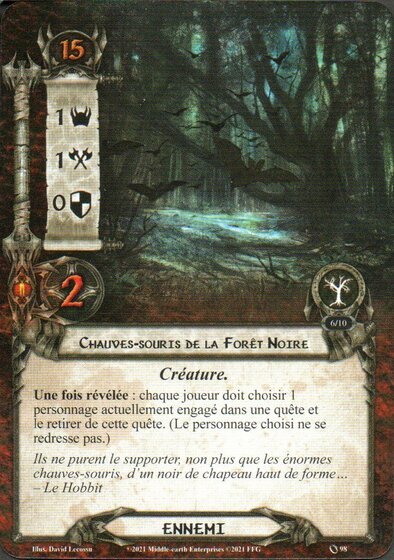 15
1
1
0
2
6/10
Chauves-souris de la Forêt Noire
Créature.
Une fois révélée : chaque joueur doit choisir 1
personnage actuellement engagé dans une quête et
le retirer de cette quête. (Le personnage choisi ne se
redresse pas.)
Ils ne purent le supporter, non plus que les énormes
chauves-souris, d’un noir de chapeau haut de forme…
– Le Hobbit
ENNEMI
Illus. David Lecossu
©2021 Middle-earth Enterprises ©2021 FFG
98